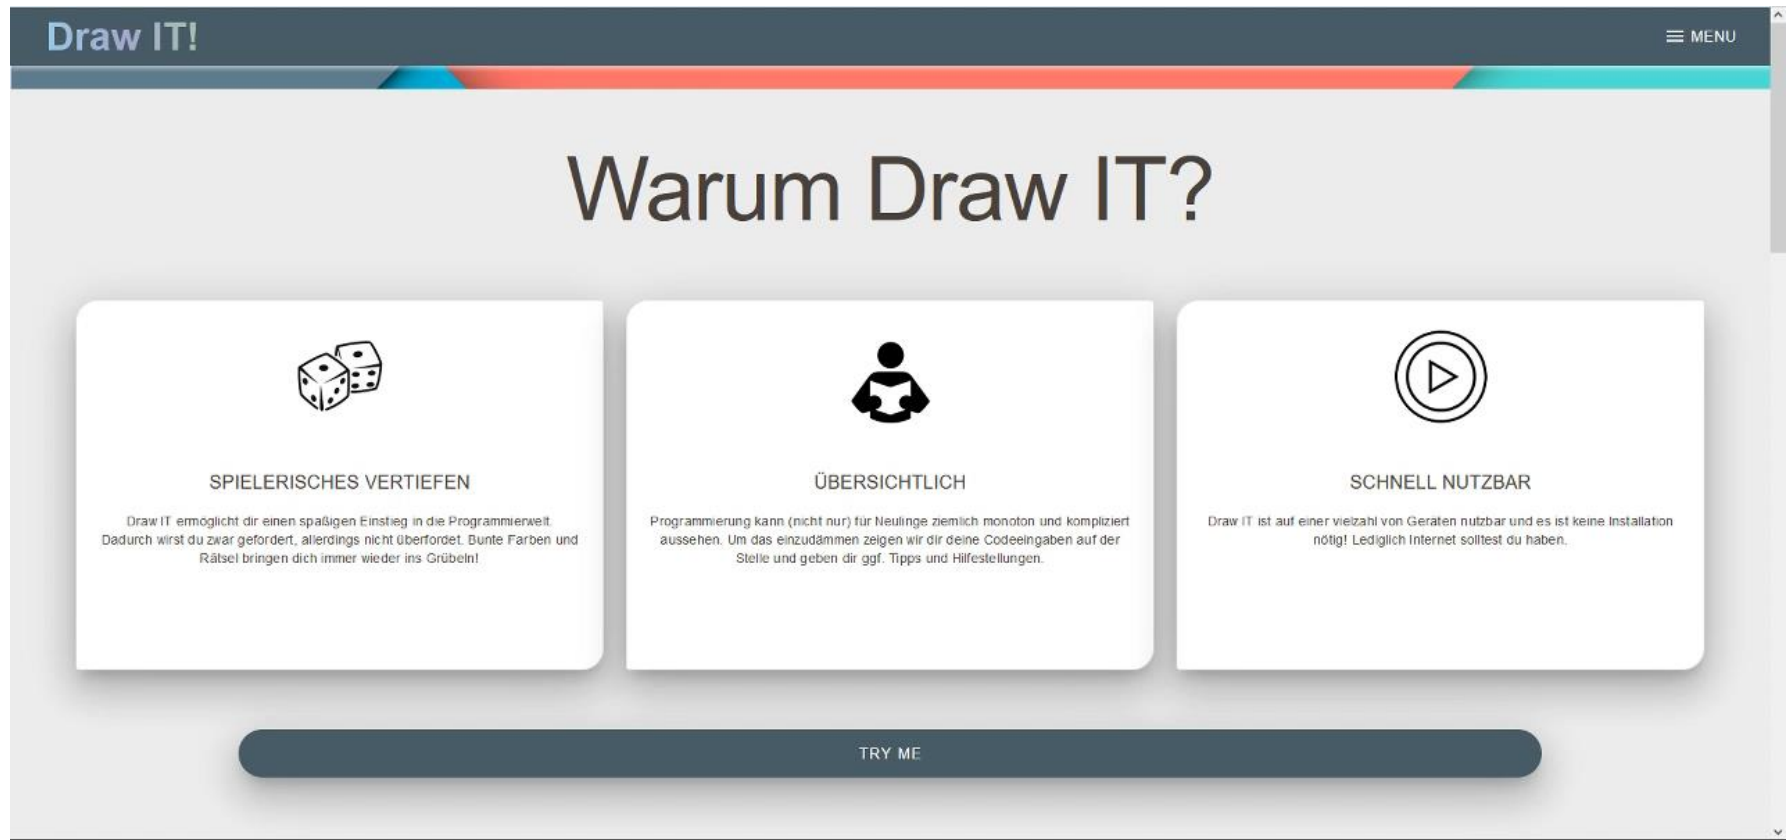 Draw IT!
MENU
Warum Draw IT?
SPIELERISCHES VERTIEFEN
Draw IT ermöglicht dir einen spaßigen Einstieg in die Programmierwelt.
Dadurch wirst du zwar gefordert, allerdings nicht überfordet. Bunte Farben und
Rätsel bringen dich immer wieder ins Grübeln!
ÜBERSICHTLICH
Programmierung kann (nicht nur) für Neulinge ziemlich monoton und kompliziert
aussehen. Um das einzudämmen zeigen wir dir deine Codeeingaben auf der
Stelle und geben dir ggf. Tipps und Hilfestellungen.
SCHNELL NUTZBAR
Draw IT ist auf einer vielzahl von Geräten nutzbar und es ist keine Installation
nötig! Lediglich Internet solltest du haben.
TRY ME